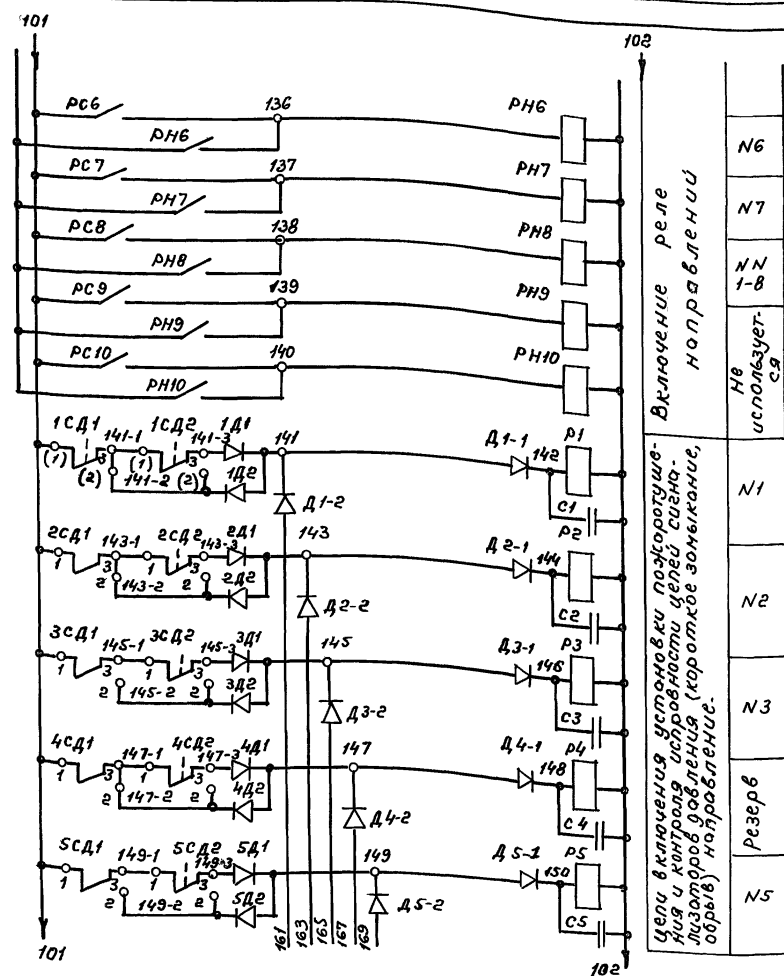 101
102
РС6
136
РН6
РН6
РС7
137
РН7
РН7
РС8
138
РН8
РН8
РС9
139
РН9
РН9
РС10
140
РН10
РН10
1СД1 141-1 1СД2 141-3 1Д1 141
(1) (2) 3 (1) 3
141-2 (2) 1Д2
Д1-2
Д1-1 142 Р1
С1
2СД1 143-1 2СД2 143-3 2Д1 143
1 3 1 3
2 143-2 2 2Д2
Д2-2
Д2-1 144 Р2
С2
3СД1 145-1 3СД2 145-3 3Д1 145
1 3 1 3
2 145-2 2 3Д2
Д3-2
Д3-1 146 Р3
С3
4СД1 147-1 4СД2 147-3 4Д1 147
1 3 1 3
2 147-2 2 4Д2
Д4-2
Д4-1 148 Р4
С4
5СД1 149-1 5СД2 149-3 5Д1 149
1 3 1 3
2 149-2 2 5Д2
Д5-2
Д5-1 150 Р5
С5
161
163
165
167
169
101
102
Включение реле
направлений
N6
N7
NN
1-8
Не
использует-
ся
Цепи включения установки пожаротуше-
ния и контроля исправности цепей сигна-
лизаторов давления (короткое замыкание,
обрыв) направление.
N1
N2
N3
Резерв
N5